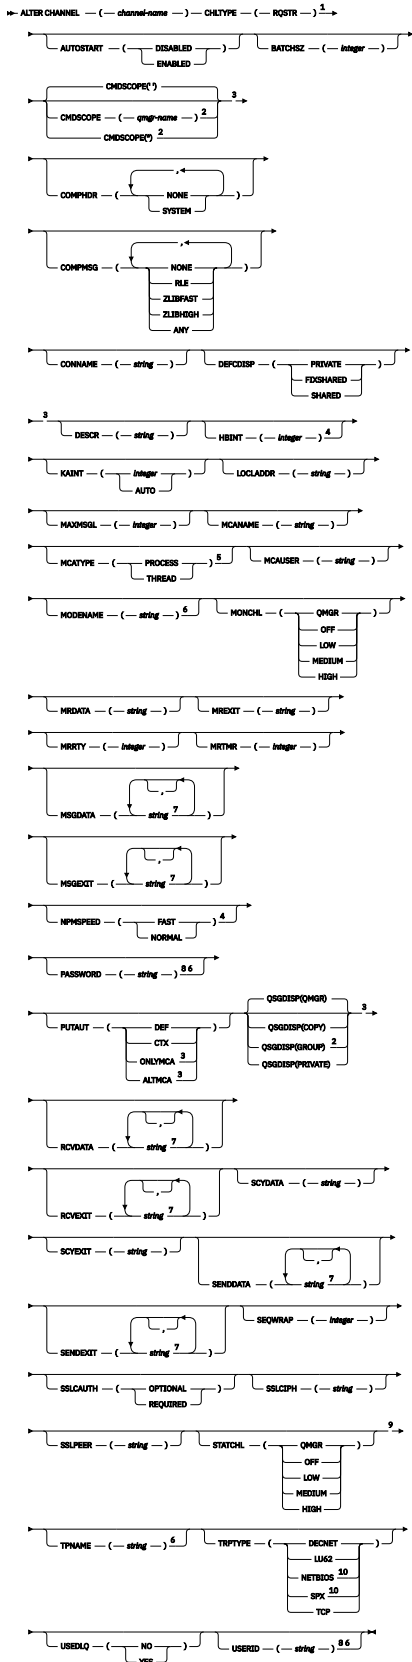 ALTER CHANNEL ( channel-name ) CHLTYPE ( RQSTR ) 1
AUTOSTART ( DISABLED ) BATCHSZ ( integer )
ENABLED
CMDSCOPE(' ') 3
CMDSCOPE ( qmgr-name ) 2
CMDSCOPE(*) 2
,
COMPHDR ( NONE )
SYSTEM
,
COMPMSG ( NONE )
RLE
ZLIBFAST
ZLIBHIGH
ANY
CONNAME ( string ) DEFCDISP ( PRIVATE )
FIXSHARED
SHARED
3 DESCR ( string ) HBINT ( integer ) 4
KAINT ( integer ) LOCLADDR ( string )
AUTO
MAXMSGL ( integer ) MCANAME ( string )
MCATYPE ( PROCESS ) 5 MCAUSER ( string )
THREAD
MODENAME ( string ) 6 MONCHL ( QMGR )
OFF
LOW
MEDIUM
HIGH
MRDATA ( string ) MREXIT ( string )
MRRTY ( integer ) MRTMR ( integer )
,
MSGDATA ( string 7 )
,
MSGEXIT ( string 7 )
NPMSPEED ( FAST ) 4
NORMAL
PASSWORD ( string ) 8 6
QSGDISP(QMGR) 3
PUTAUT ( DEF ) QSGDISP(COPY)
CTX QSGDISP(GROUP) 2
ONLYMCA 3 QSGDISP(PRIVATE)
ALTMCA 3
,
RCVDATA ( string 7 )
,
RCVEXIT ( string 7 ) SCYDATA ( string )
SCYEXIT ( string ) ,
SENDDATA ( string 7 )
,
SENDEXIT ( string 7 ) SEQWRAP ( integer )
SSLCAUTH ( OPTIONAL ) SSLCIPH ( string )
REQUIRED
SSLPEER ( string ) STATCHL ( QMGR ) 9
OFF
LOW
MEDIUM
HIGH
TPNAME ( string ) 6 TRPTYPE ( DECNET )
LU62
NETBIOS 10
SPX 10
TCP
USEDLQ ( NO ) USERID ( string ) 8 6
YES